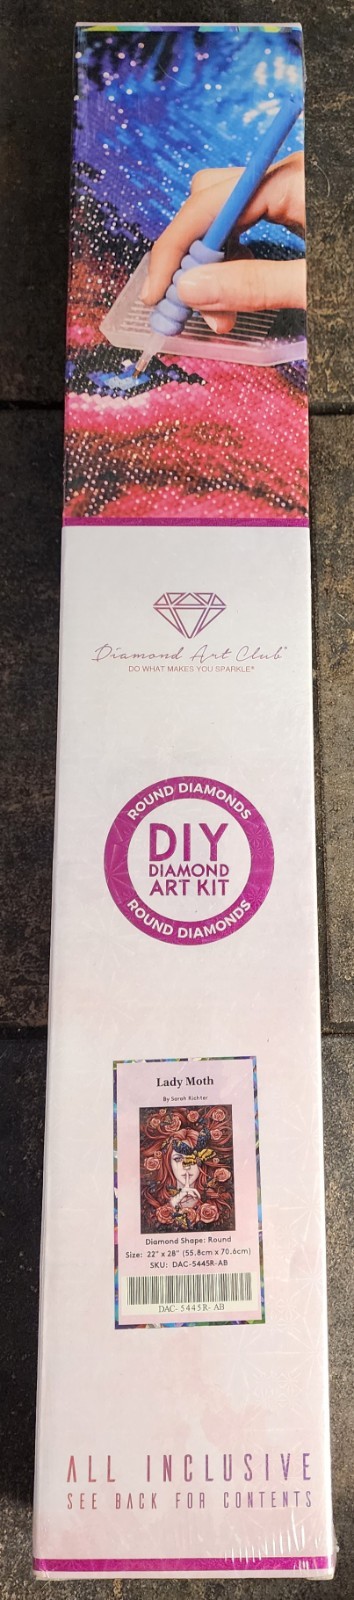 Diamond Art Club®
DO WHAT MAKES YOU SPARKLE®
ROUND DIAMONDS
DIY
DIAMOND
ART KIT
ROUND DIAMONDS
Lady Moth
By Sarah Richter
Diamond Shape: Round
Size: 22" x 28" (55.8cm x 70.6cm)
SKU: DAC-5445R-AB
DAC- 5445R- AB
ALL INCLUSIVE
SEE BACK FOR CONTENTS